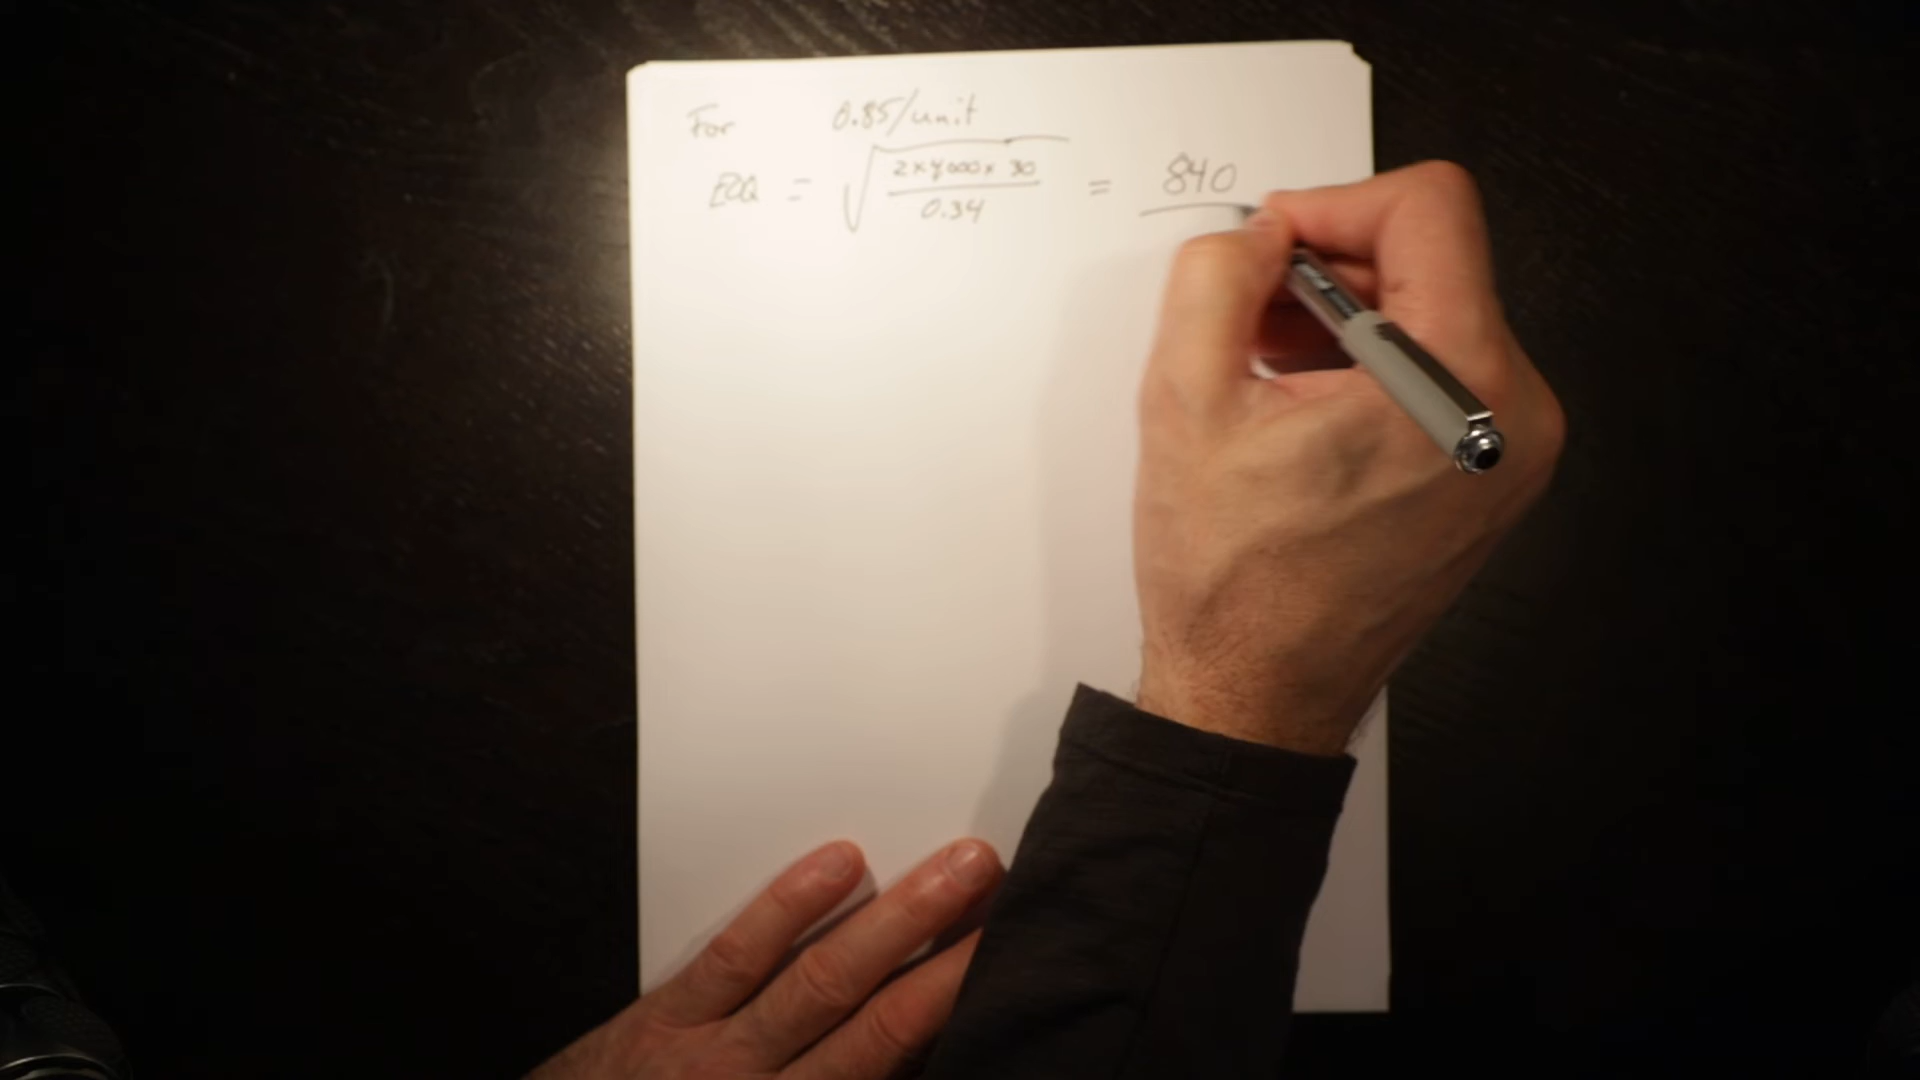 For 0.85/unit
EOQ = √ 2×4000× 30 / 0.34 = 840